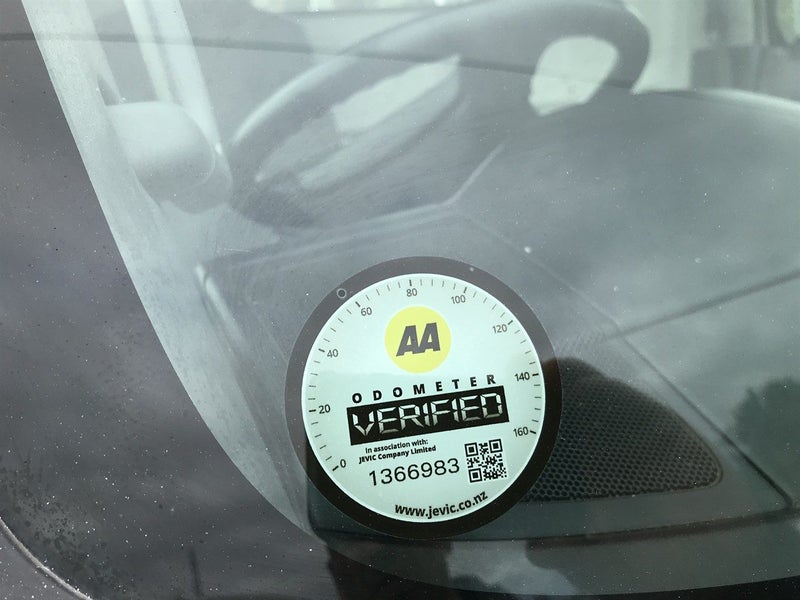 0
20
40
60
80
100
120
140
160
AA
ODOMETER
VERIFIED
In association with:
JEVIC Company Limited
1366983
www.jevic.co.nz